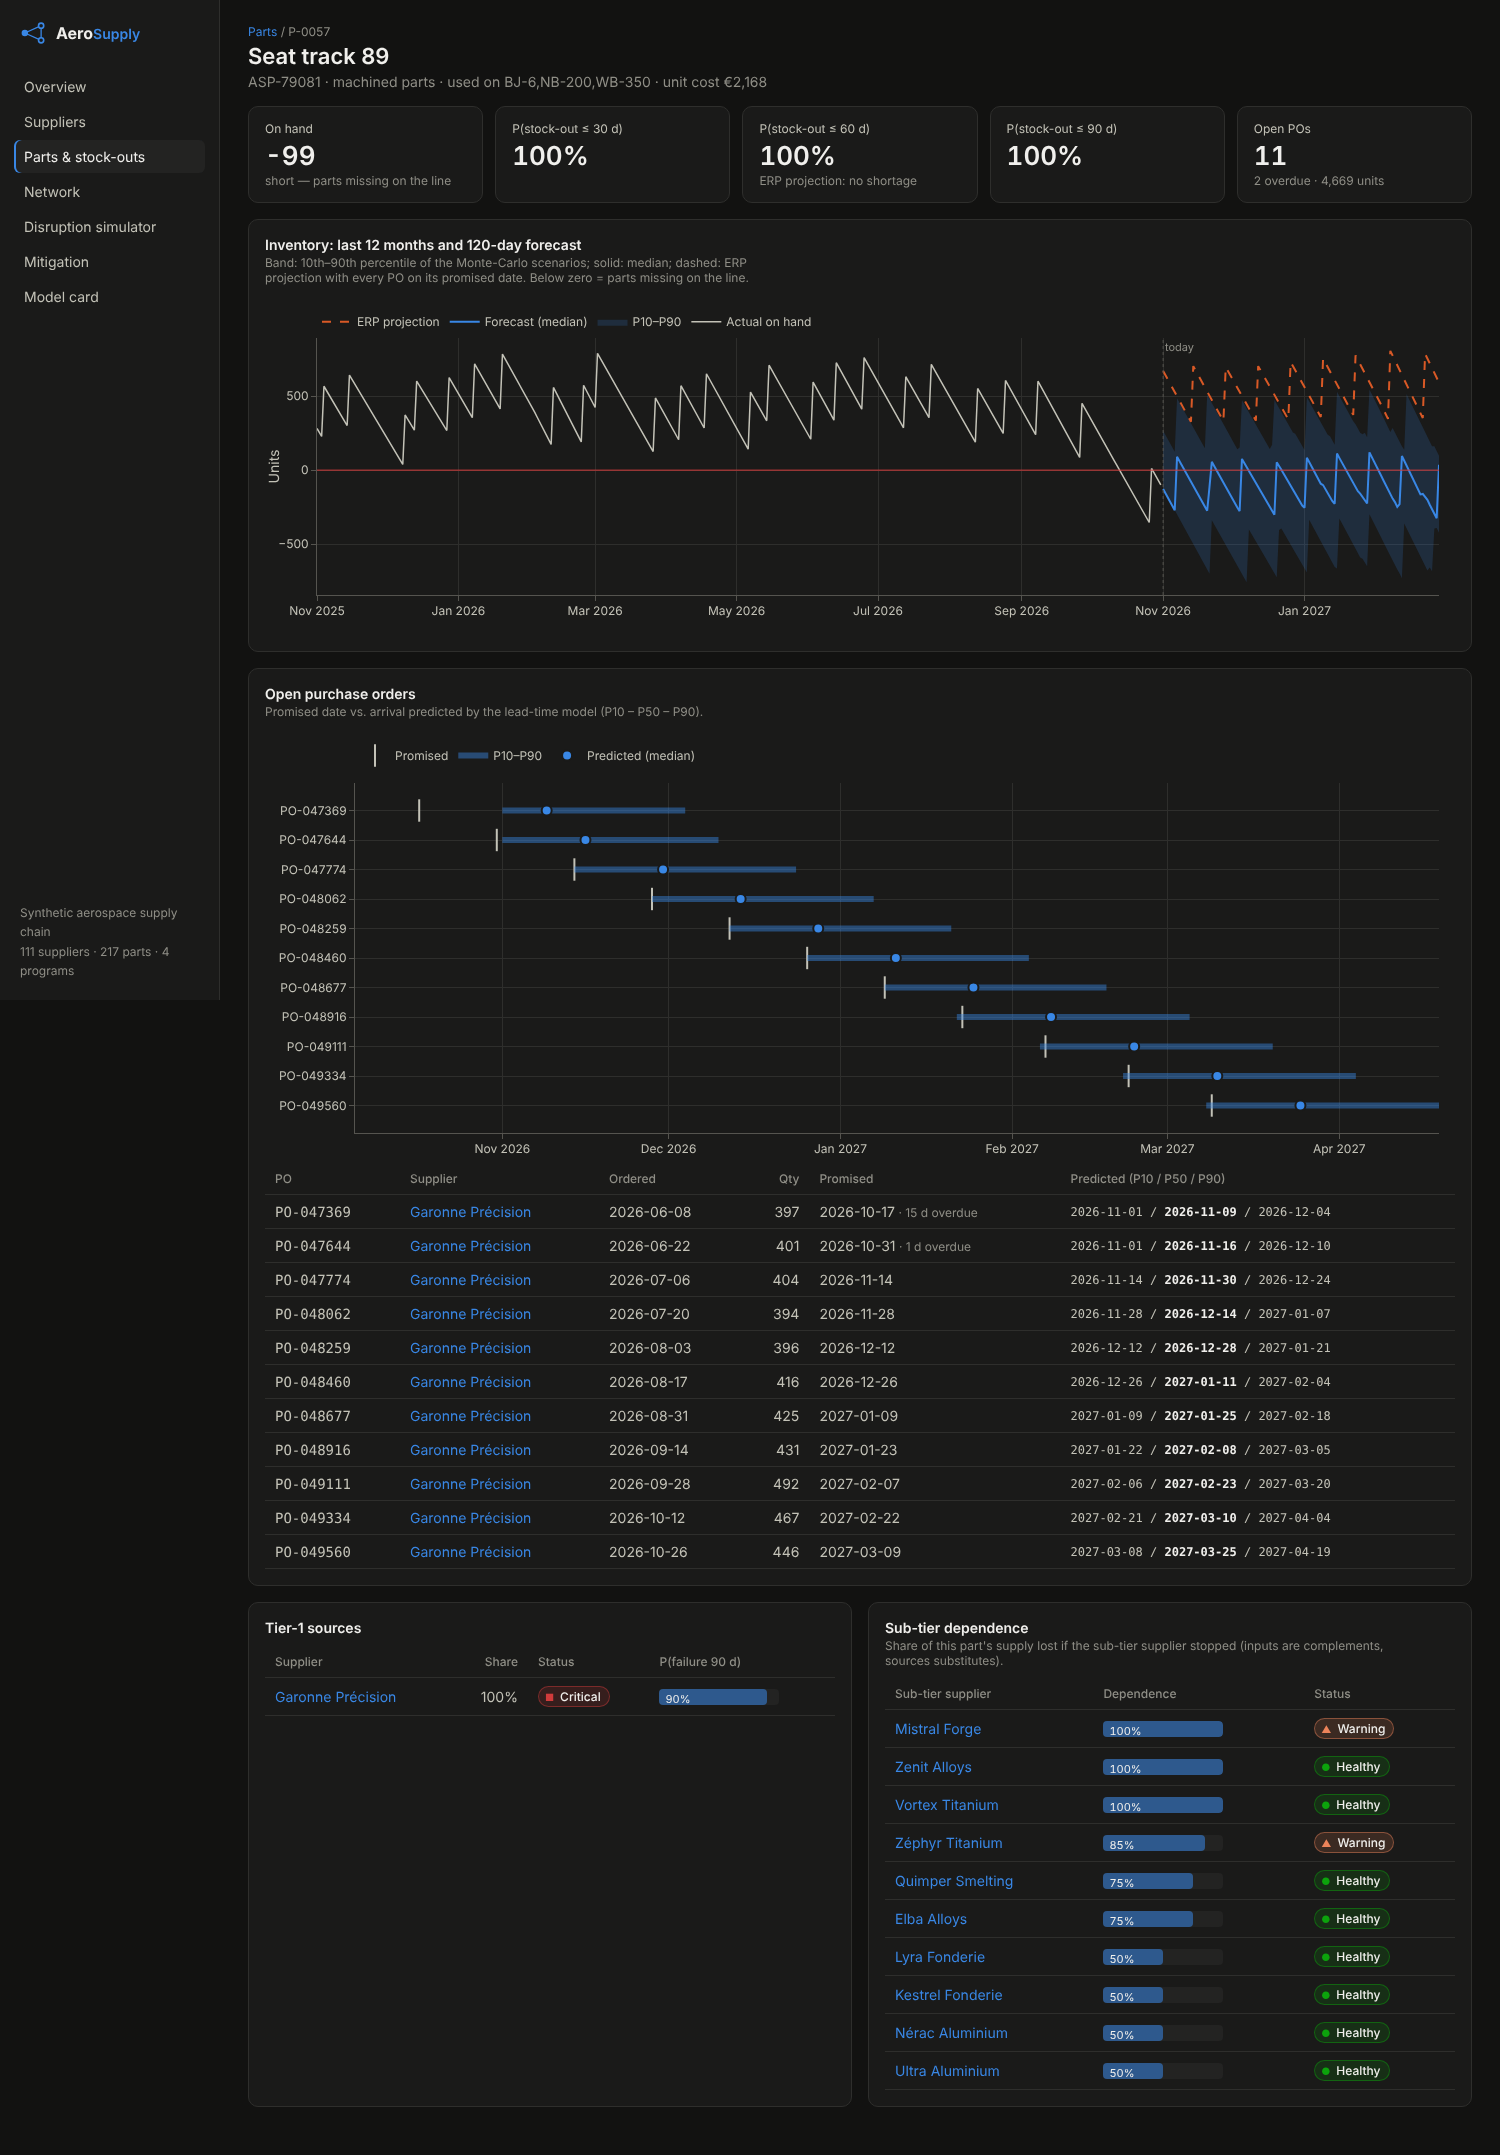 AeroSupply
Overview
Suppliers
Parts & stock-outs
Network
Disruption simulator
Mitigation
Model card
Synthetic aerospace supply
chain
111 suppliers · 217 parts · 4
programs
Parts / P-0057
Seat track 89
ASP-79081 · machined parts · used on BJ-6,NB-200,WB-350 · unit cost €2,168
On hand
-99
short — parts missing on the line
P(stock-out ≤ 30 d)
100%
P(stock-out ≤ 60 d)
100%
ERP projection: no shortage
P(stock-out ≤ 90 d)
100%
Open POs
11
2 overdue · 4,669 units
Inventory: last 12 months and 120-day forecast
Band: 10th–90th percentile of the Monte-Carlo scenarios; solid: median; dashed: ERP
projection with every PO on its promised date. Below zero = parts missing on the line.
ERP projection Forecast (median) P10–P90 Actual on hand
today
Units
500
0
−500
Nov 2025 Jan 2026 Mar 2026 May 2026 Jul 2026 Sep 2026 Nov 2026 Jan 2027
Open purchase orders
Promised date vs. arrival predicted by the lead-time model (P10 – P50 – P90).
Promised P10–P90 Predicted (median)
PO-047369
PO-047644
PO-047774
PO-048062
PO-048259
PO-048460
PO-048677
PO-048916
PO-049111
PO-049334
PO-049560
Nov 2026 Dec 2026 Jan 2027 Feb 2027 Mar 2027 Apr 2027
PO Supplier Ordered Qty Promised Predicted (P10 / P50 / P90)
PO-047369 Garonne Précision 2026-06-08 397 2026-10-17 · 15 d overdue 2026-11-01 / 2026-11-09 / 2026-12-04
PO-047644 Garonne Précision 2026-06-22 401 2026-10-31 · 1 d overdue 2026-11-01 / 2026-11-16 / 2026-12-10
PO-047774 Garonne Précision 2026-07-06 404 2026-11-14 2026-11-14 / 2026-11-30 / 2026-12-24
PO-048062 Garonne Précision 2026-07-20 394 2026-11-28 2026-11-28 / 2026-12-14 / 2027-01-07
PO-048259 Garonne Précision 2026-08-03 396 2026-12-12 2026-12-12 / 2026-12-28 / 2027-01-21
PO-048460 Garonne Précision 2026-08-17 416 2026-12-26 2026-12-26 / 2027-01-11 / 2027-02-04
PO-048677 Garonne Précision 2026-08-31 425 2027-01-09 2027-01-09 / 2027-01-25 / 2027-02-18
PO-048916 Garonne Précision 2026-09-14 431 2027-01-23 2027-01-22 / 2027-02-08 / 2027-03-05
PO-049111 Garonne Précision 2026-09-28 492 2027-02-07 2027-02-06 / 2027-02-23 / 2027-03-20
PO-049334 Garonne Précision 2026-10-12 467 2027-02-22 2027-02-21 / 2027-03-10 / 2027-04-04
PO-049560 Garonne Précision 2026-10-26 446 2027-03-09 2027-03-08 / 2027-03-25 / 2027-04-19
Tier-1 sources
Supplier Share Status P(failure 90 d)
Garonne Précision 100% Critical 90%
Sub-tier dependence
Share of this part's supply lost if the sub-tier supplier stopped (inputs are complements,
sources substitutes).
Sub-tier supplier Dependence Status
Mistral Forge 100% Warning
Zenit Alloys 100% Healthy
Vortex Titanium 100% Healthy
Zéphyr Titanium 85% Warning
Quimper Smelting 75% Healthy
Elba Alloys 75% Healthy
Lyra Fonderie 50% Healthy
Kestrel Fonderie 50% Healthy
Nérac Aluminium 50% Healthy
Ultra Aluminium 50% Healthy